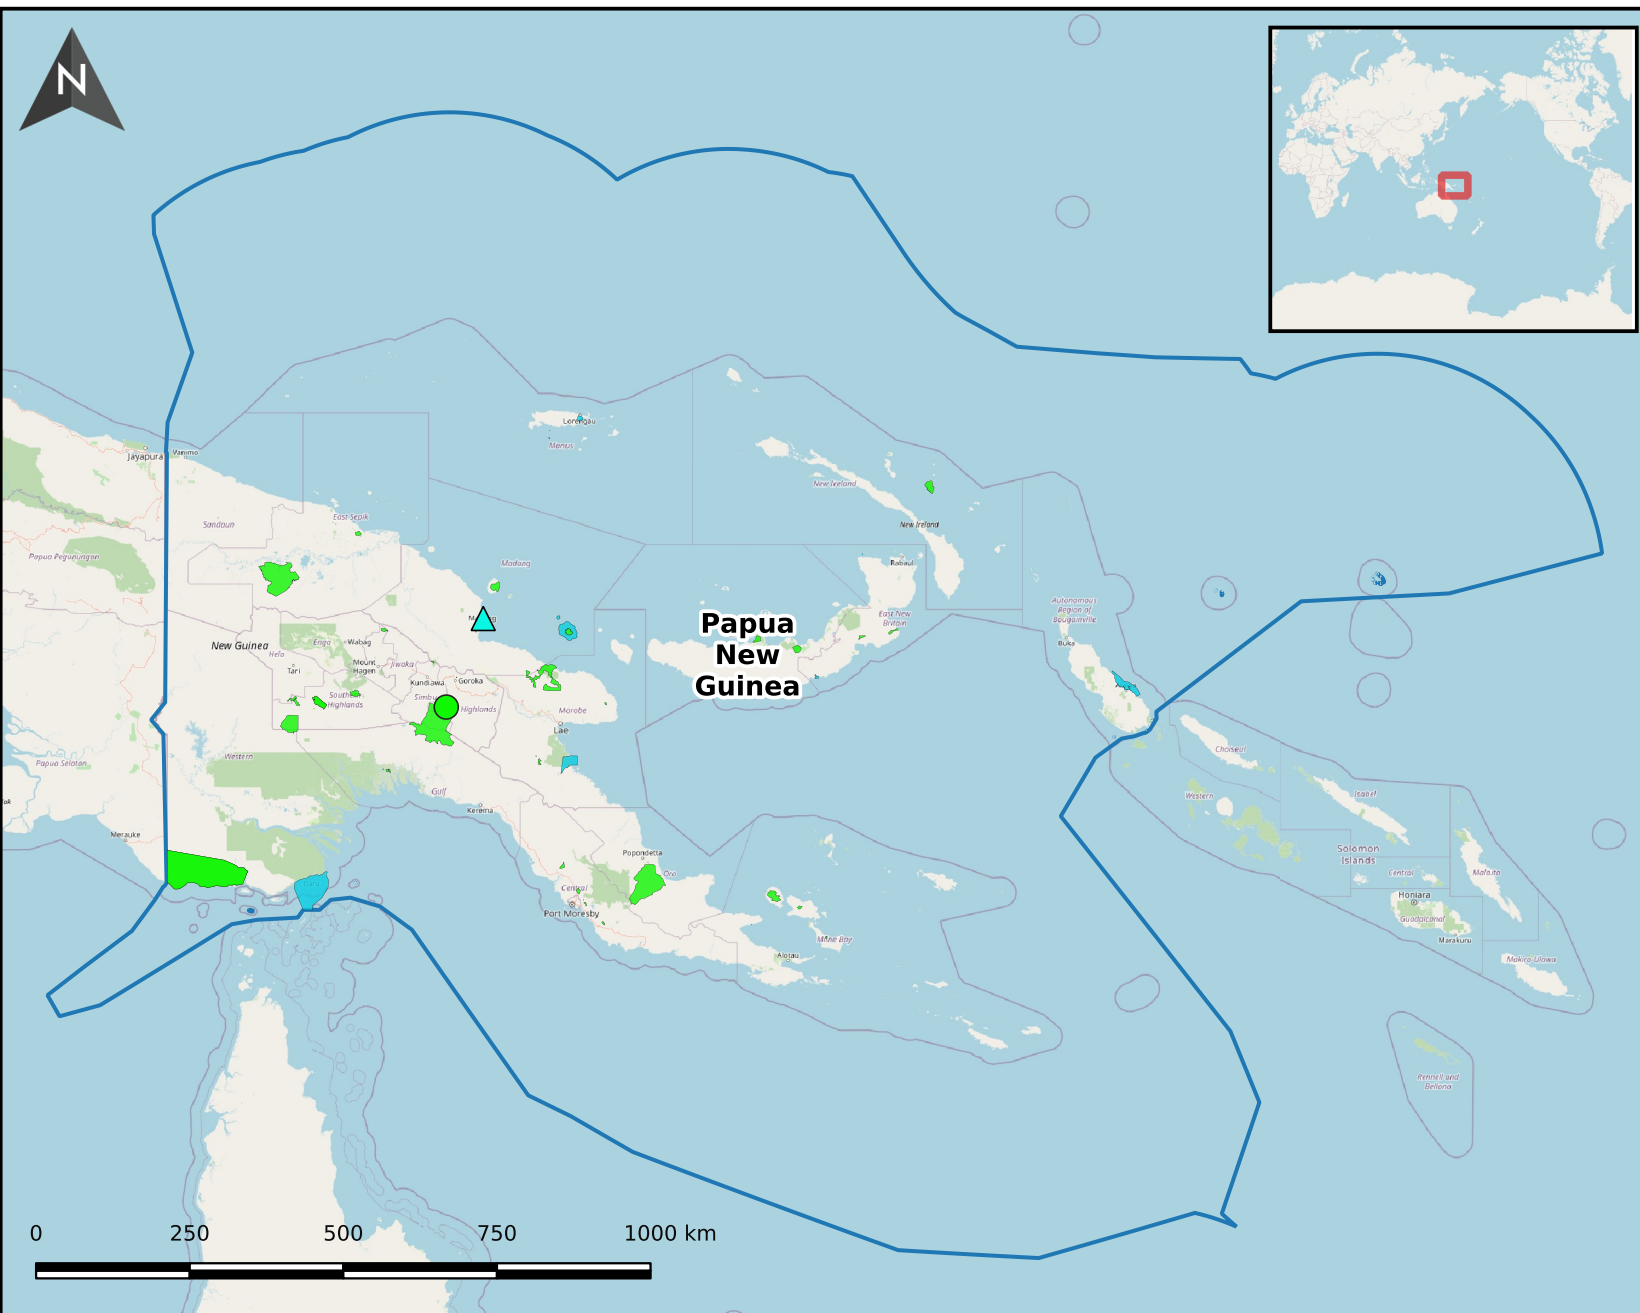 N
Lorengau
Manus
Jayapura
Vanimo
New Ireland
Sandaun
East Sepik
New Ireland
Papua Pegunungan
Madang
Rabaul
Autonomous
Region of
Bougainville
East New
Britain
Papua
New
Guinea
Buka
New Guinea
Enga
Wabag
Hela
Mount
Hagen
Jiwaka
Tari
Kundiawa
Goroka
Southern
Highlands
Highlands
Morobe
Lae
Choiseul
Western
Papua Selatan
Gulf
Kerema
Western
Isabel
Merauke
Solomon
Islands
Popondetta
Oro
Central
Malaita
Central
Port Moresby
Honiara
Guadalcanal
Milne Bay
Marakuru
Alotau
Makira-Ulawa
Rennell and
Bellona
0 250 500 750 1000 km